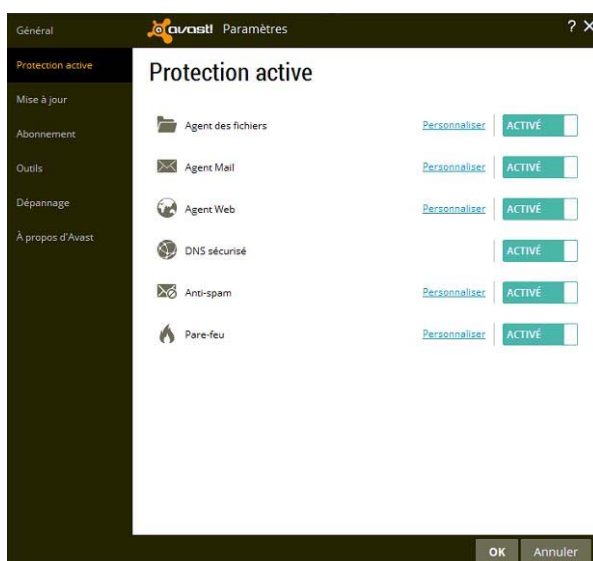 Général
avast! Paramètres ? X
Protection active
Mise à jour
Abonnement
Outils
Dépannage
À propos d'Avast
Protection active
Agent des fichiers Personnaliser ACTIVÉ
Agent Mail Personnaliser ACTIVÉ
Agent Web Personnaliser ACTIVÉ
DNS sécurisé ACTIVÉ
Anti-spam Personnaliser ACTIVÉ
Pare-feu Personnaliser ACTIVÉ
OK Annuler